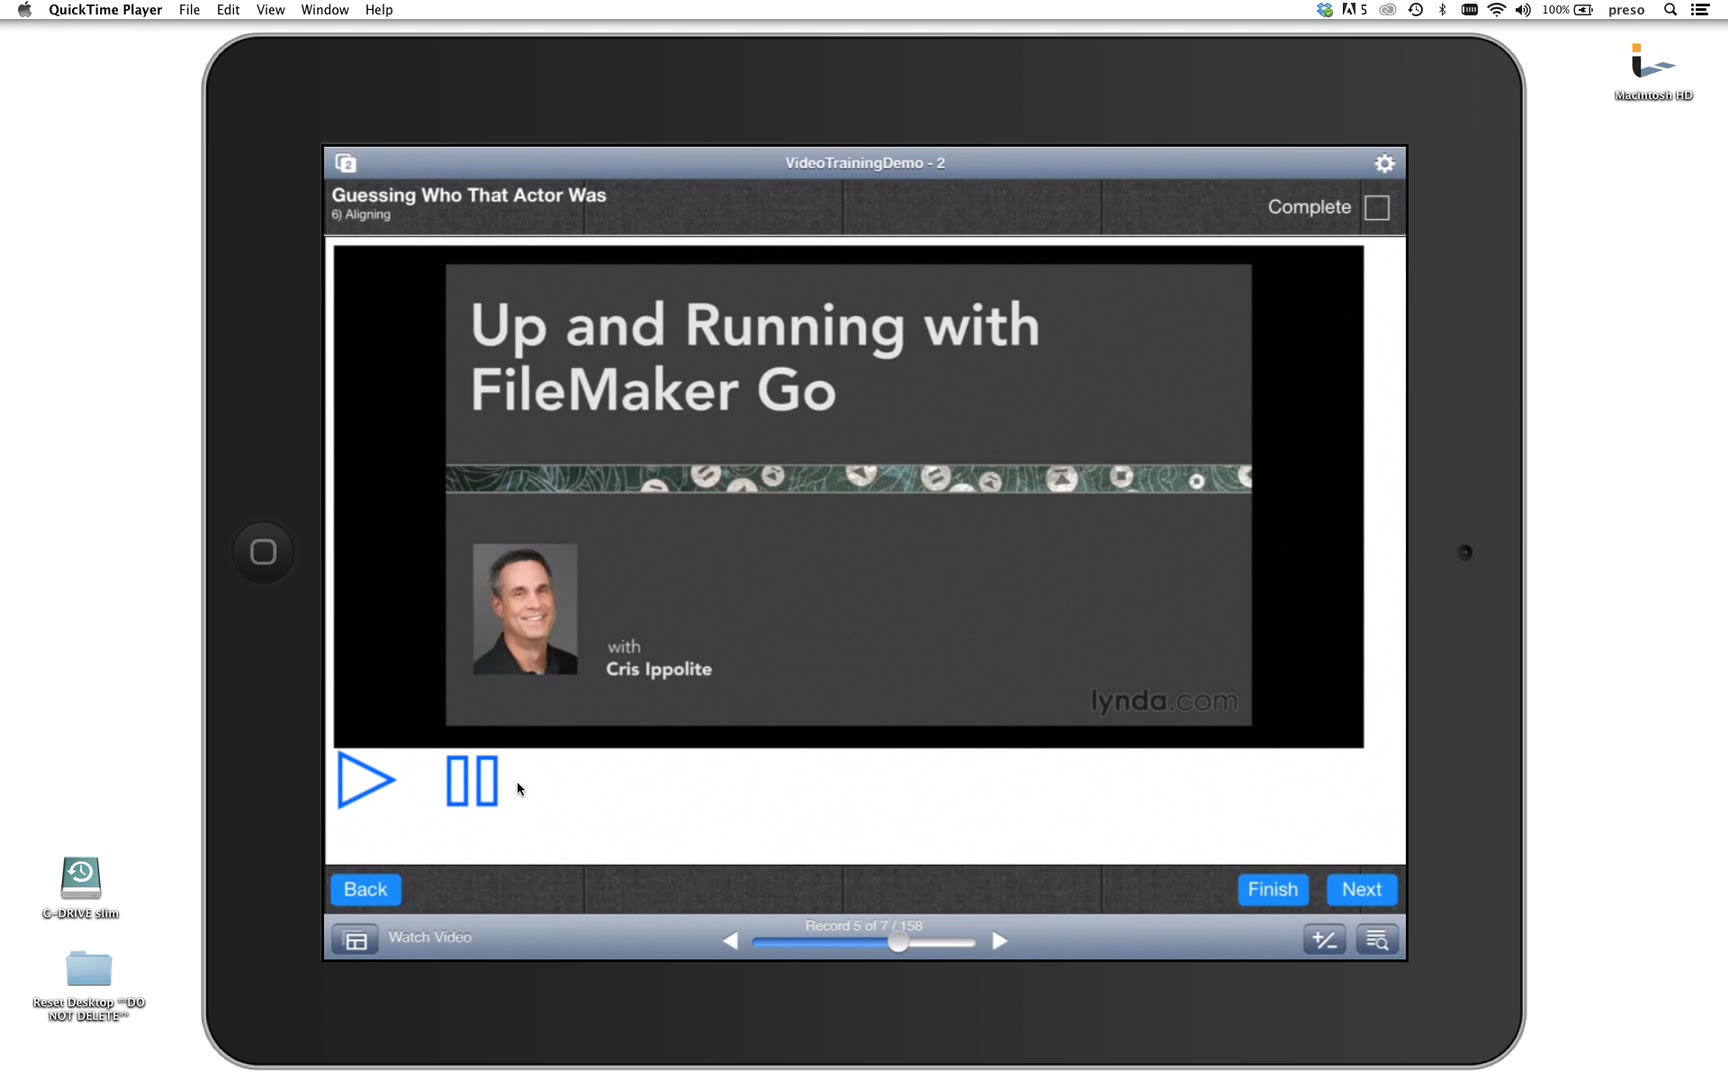 QuickTime Player File Edit View Window Help
5 100% preso
Macintosh HD
2 VideoTrainingDemo - 2
Guessing Who That Actor Was
6) Aligning
Complete
Up and Running with
FileMaker Go
with
Cris Ippolite
lynda.com
Back Finish Next
Record 5 of 7 / 158
Watch Video
G-DRIVE slim
Reset Desktop **DO
NOT DELETE**